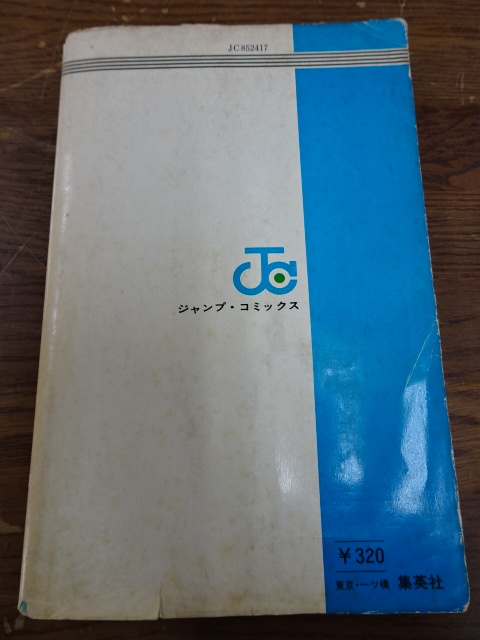 JC852417
JC
ジャンプ・コミックス
¥320
東京・一ツ橋 集英社